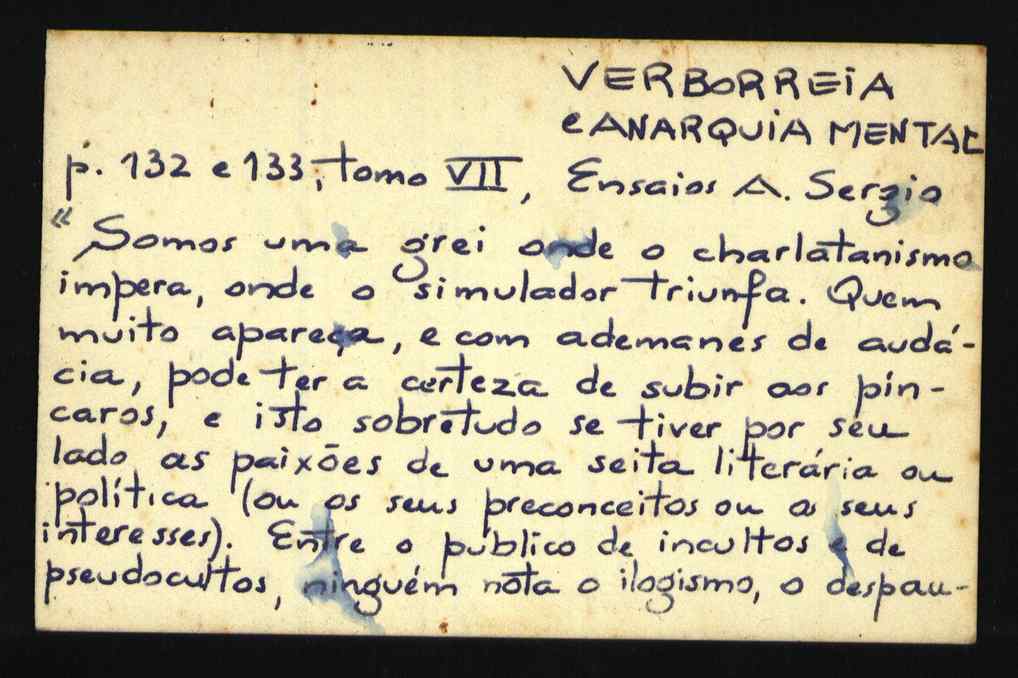 VERBORREIA
e ANARQUIA MENTAL
p. 132 e 133, tomo VII, Ensaios A. Sergio
"Somos uma grei onde o charlatanismo
impera, onde o simulador triunfa. Quem
muito apareça, e com ademanes de audá-
cia, pode ter a certeza de subir aos pín-
caros, e isto sobretudo se tiver por seu
lado as paixões de uma seita literária ou
política (ou os seus preconceitos ou os seus
interesses). Entre o público de incultos e de
pseudocultos, ninguém nota o ilogismo, o despau-